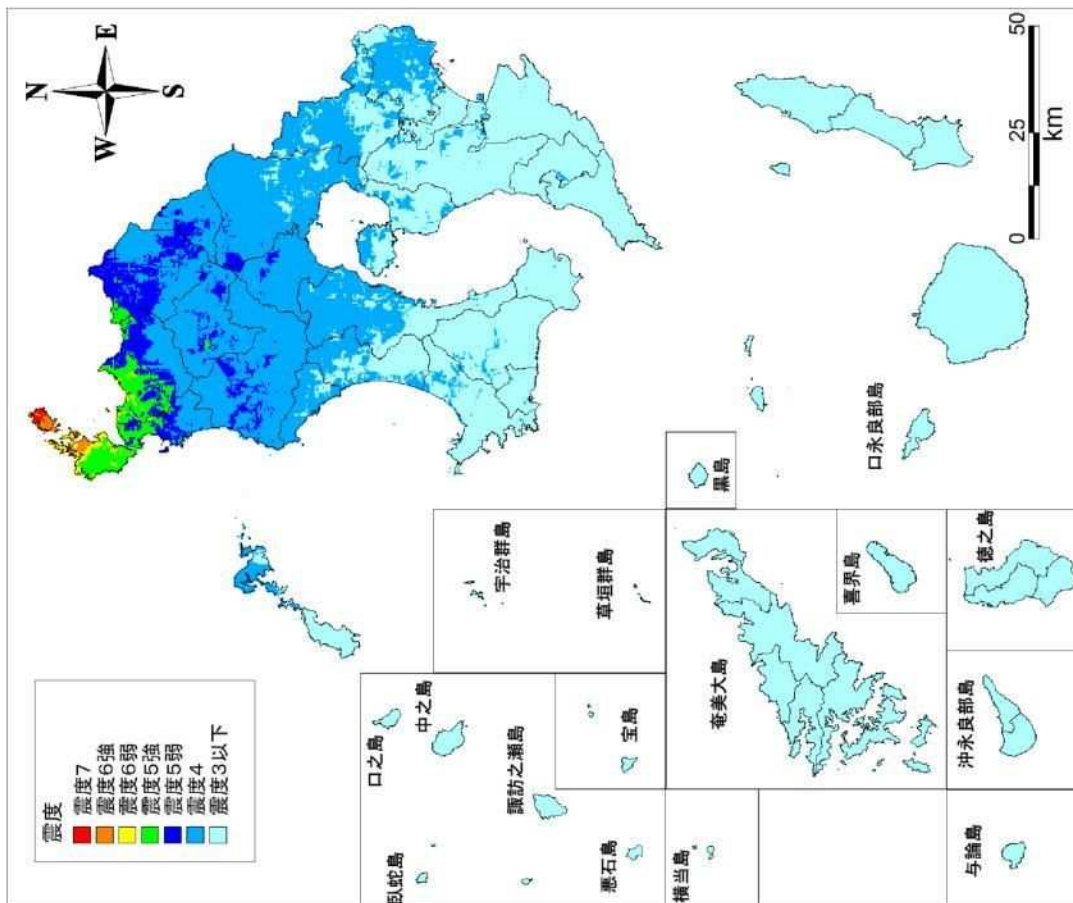 震度
震度7
震度6強
震度6弱
震度5強
震度5弱
震度4
震度3以下
N
W
E
S
臥蛇島
口之島
中之島
諏訪之瀬島
悪石島
宝島
宇治群島
草垣群島
横当島
奄美大島
喜界島
黒島
口永良部島
与論島
沖永良部島
徳之島
0
25
50
km